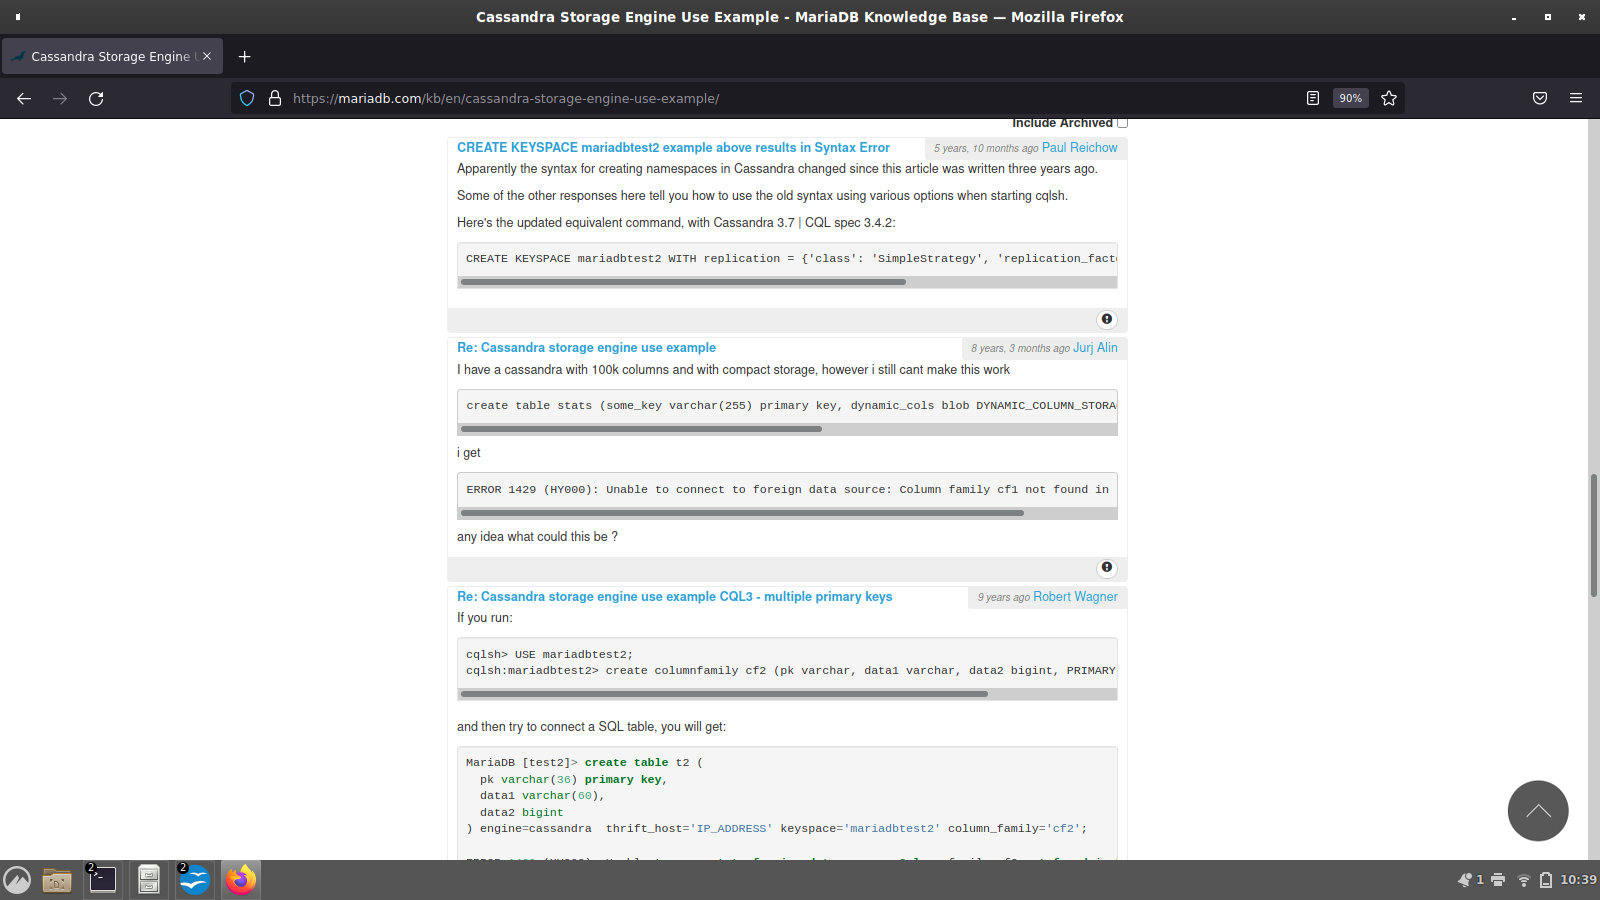 Cassandra Storage Engine Use Example - MariaDB Knowledge Base — Mozilla Firefox
Cassandra Storage Engine
https://mariadb.com/kb/en/cassandra-storage-engine-use-example/
90%
Include Archived
CREATE KEYSPACE mariadbtest2 example above results in Syntax Error
5 years, 10 months ago Paul Reichow
Apparently the syntax for creating namespaces in Cassandra changed since this article was written three years ago.
Some of the other responses here tell you how to use the old syntax using various options when starting cqlsh.
Here's the updated equivalent command, with Cassandra 3.7 | CQL spec 3.4.2:
CREATE KEYSPACE mariadbtest2 WITH replication = {'class': 'SimpleStrategy', 'replication_fact
Re: Cassandra storage engine use example
8 years, 3 months ago Jurj Alin
I have a cassandra with 100k columns and with compact storage, however i still cant make this work
create table stats (some_key varchar(255) primary key, dynamic_cols blob DYNAMIC_COLUMN_STORA
i get
ERROR 1429 (HY000): Unable to connect to foreign data source: Column family cf1 not found in
any idea what could this be ?
Re: Cassandra storage engine use example CQL3 - multiple primary keys
9 years ago Robert Wagner
If you run:
cqlsh> USE mariadbtest2;
cqlsh:mariadbtest2> create columnfamily cf2 (pk varchar, data1 varchar, data2 bigint, PRIMARY
and then try to connect a SQL table, you will get:
MariaDB [test2]> create table t2 (
pk varchar(36) primary key,
data1 varchar(60),
data2 bigint
) engine=cassandra  thrift_host='IP_ADDRESS' keyspace='mariadbtest2' column_family='cf2';
2
2
1
10:39